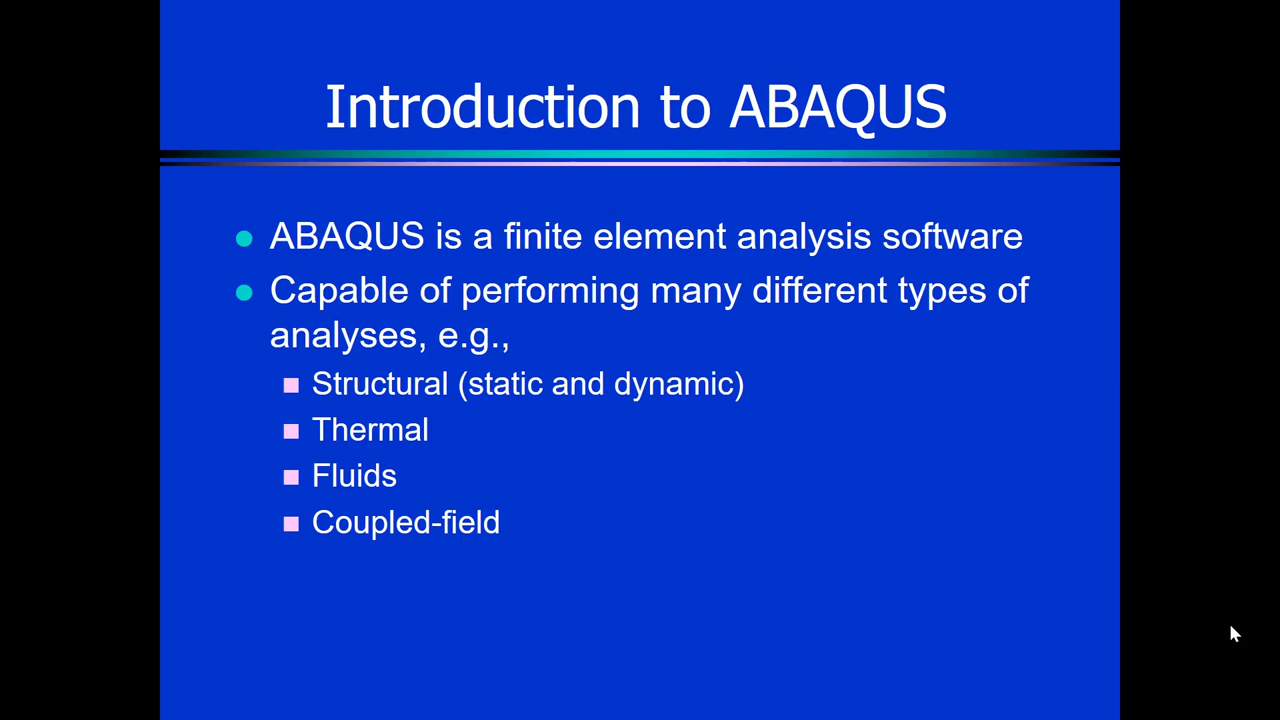 Introduction to ABAQUS
ABAQUS is a finite element analysis software
Capable of performing many different types of
analyses, e.g.,
Structural (static and dynamic)
Thermal
Fluids
Coupled-field